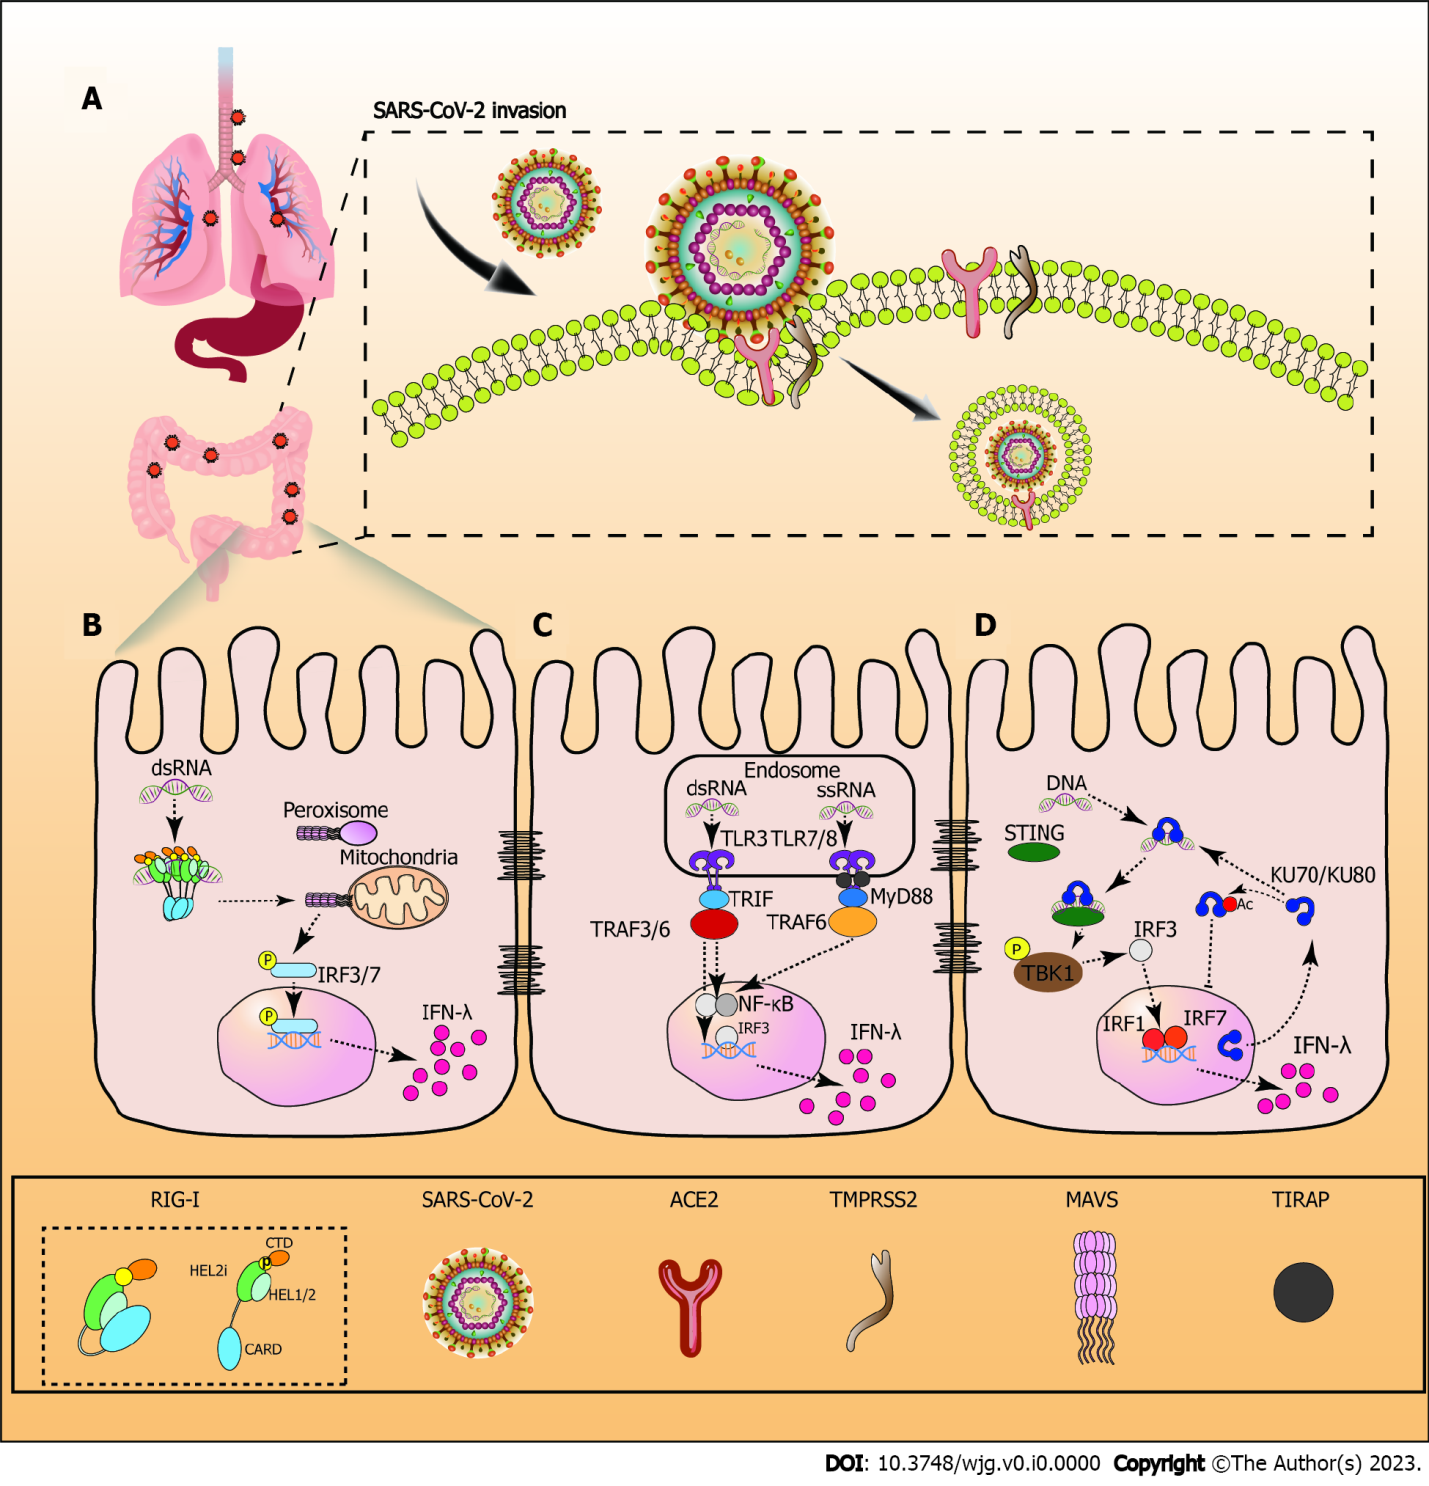 A
SARS-CoV-2 invasion
B
dsRNA
Peroxisome
Mitochondria
P
IRF3/7
P
IFN-λ
C
Endosome
dsRNA
ssRNA
TLR3 TLR7/8
TRIF
MyD88
TRAF3/6
TRAF6
NF-κB
IRF3
IFN-λ
D
DNA
STING
KU70/KU80
Ac
P
IRF3
TBK1
IRF1
IRF7
IFN-λ
RIG-I
SARS-CoV-2
ACE2
TMPRSS2
MAVS
TIRAP
CTD
P
HEL2i
HEL1/2
CARD
DOI: 10.3748/wjg.v0.i0.0000 Copyright ©The Author(s) 2023.